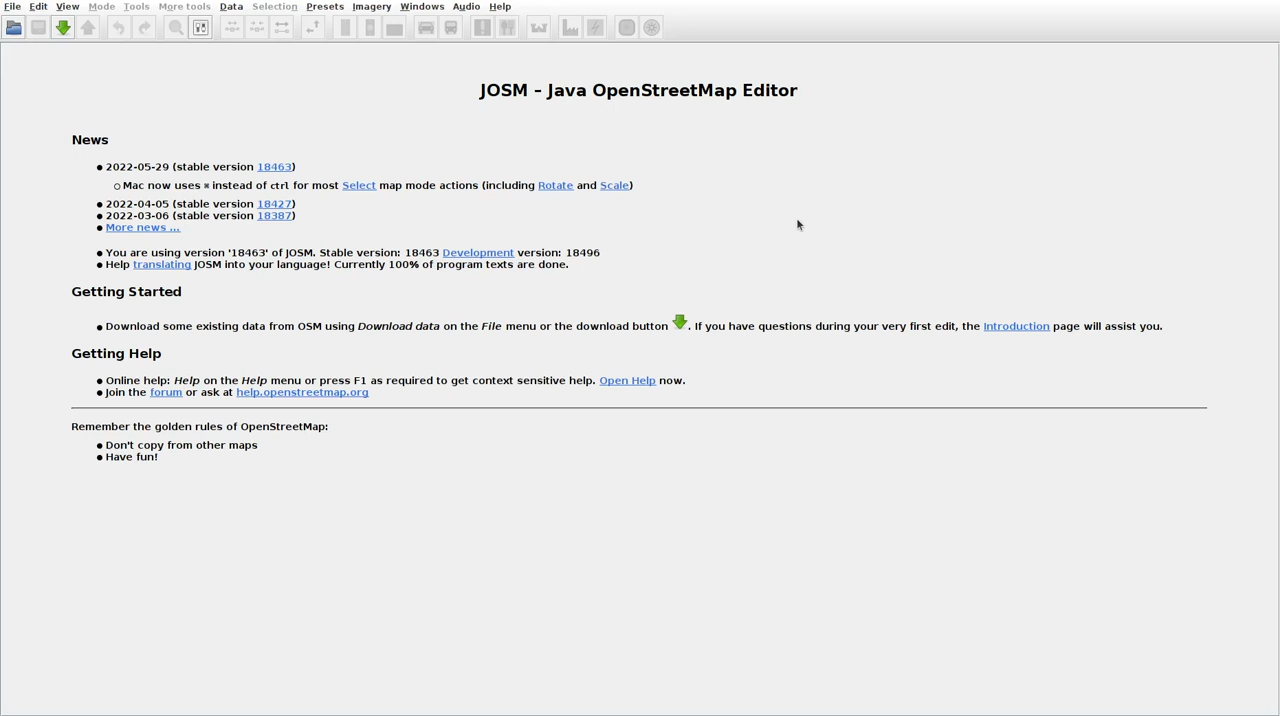 File Edit View Mode Tools More tools Data Selection Presets Imagery Windows Audio Help
JOSM – Java OpenStreetMap Editor
News
2022-05-29 (stable version 18463)
Mac now uses ⌘ instead of ctrl for most Select map mode actions (including Rotate and Scale)
2022-04-05 (stable version 18427)
2022-03-06 (stable version 18387)
More news ...
You are using version '18463' of JOSM. Stable version: 18463 Development version: 18496
Help translating JOSM into your language! Currently 100% of program texts are done.
Getting Started
Download some existing data from OSM using Download data on the File menu or the download button . If you have questions during your very first edit, the Introduction page will assist you.
Getting Help
Online help: Help on the Help menu or press F1 as required to get context sensitive help. Open Help now.
Join the forum or ask at help.openstreetmap.org
Remember the golden rules of OpenStreetMap:
Don't copy from other maps
Have fun!